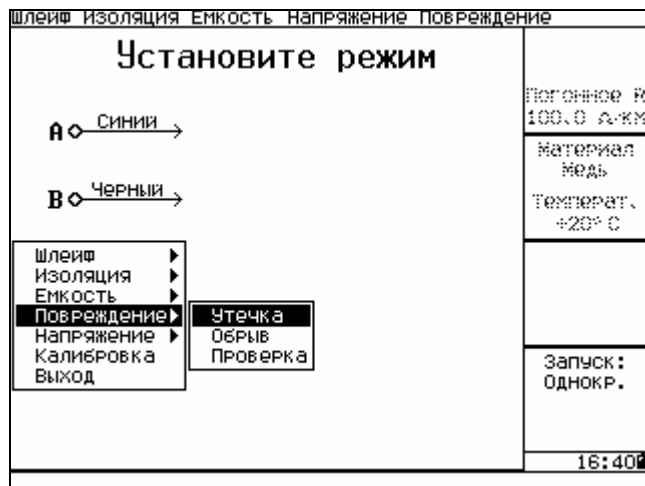 Шлейф Изоляция Емкость Напряжение Повреждение
Установите режим
А Синий
В Черный
Шлейф
Изоляция
Емкость
Повреждение
Напряжение
Калибровка
Выход
Утечка
Обрыв
Проверка
Погонное R
100.0 Ω/км
Материал
Медь
Температ.
+20° C
Запуск:
Однокр.
16:40